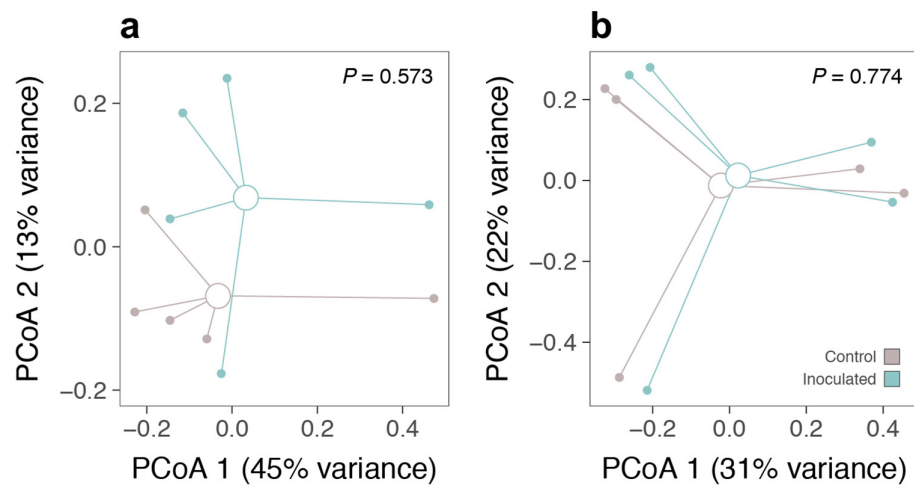 a
P = 0.573
PCoA 2 (13% variance)
0.2
0.0
−0.2
−0.2 0.0 0.2 0.4
PCoA 1 (45% variance)
b
P = 0.774
PCoA 2 (22% variance)
0.2
0.0
−0.2
−0.4
Control
Inoculated
−0.2 0.0 0.2 0.4
PCoA 1 (31% variance)